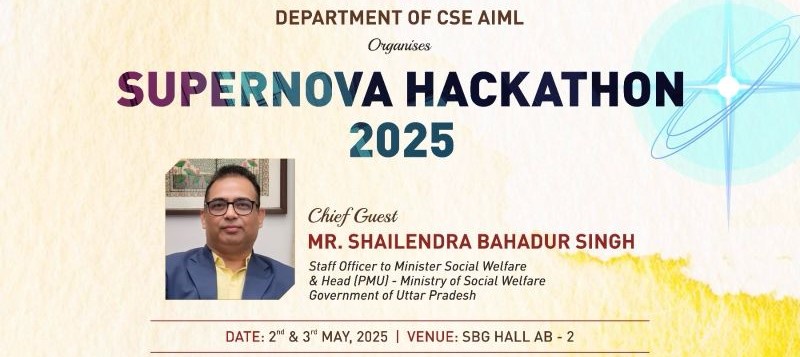 DEPARTMENT OF CSE AIML
Organises
SUPERNOVA HACKATHON
2025
Chief Guest
MR. SHAILENDRA BAHADUR SINGH
Staff Officer to Minister Social Welfare
& Head (PMU) - Ministry of Social Welfare
Government of Uttar Pradesh
DATE: 2nd & 3rd MAY, 2025 | VENUE: SBG HALL AB - 2